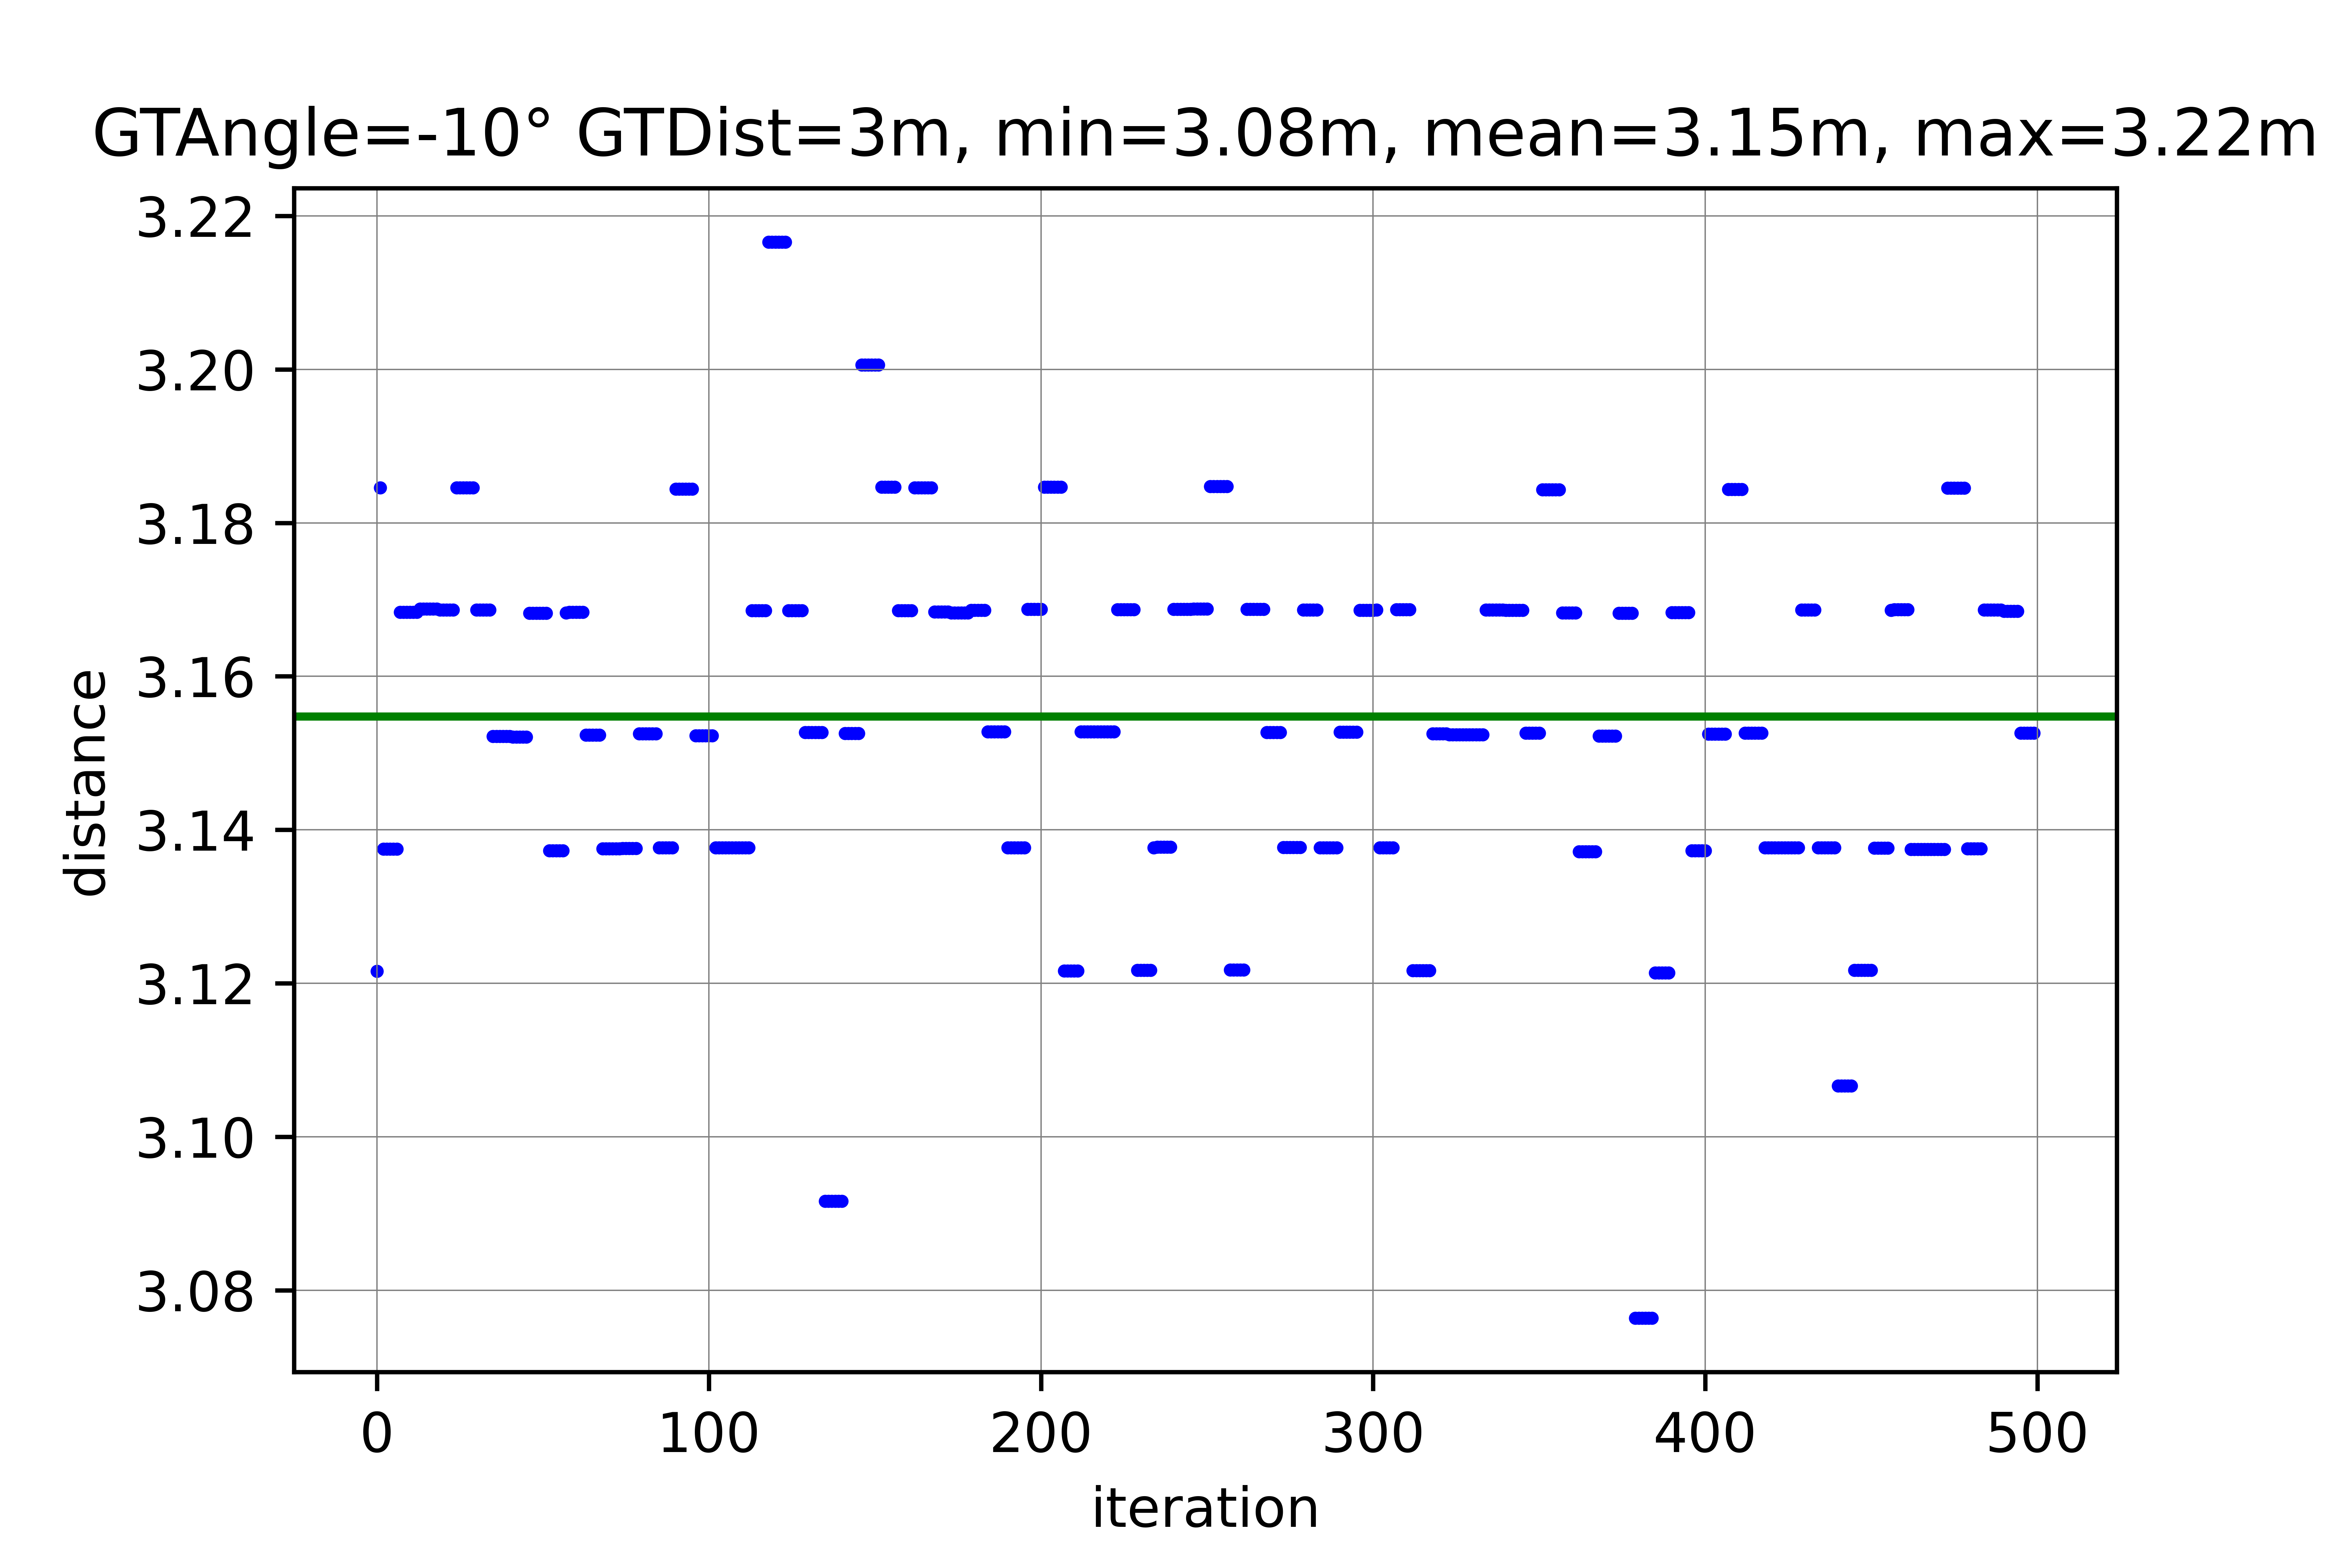 GTAngle=-10° GTDist=3m, min=3.08m, mean=3.15m, max=3.22m
3.22
3.20
3.18
3.16
3.14
3.12
3.10
3.08
distance
0 100 200 300 400 500
iteration